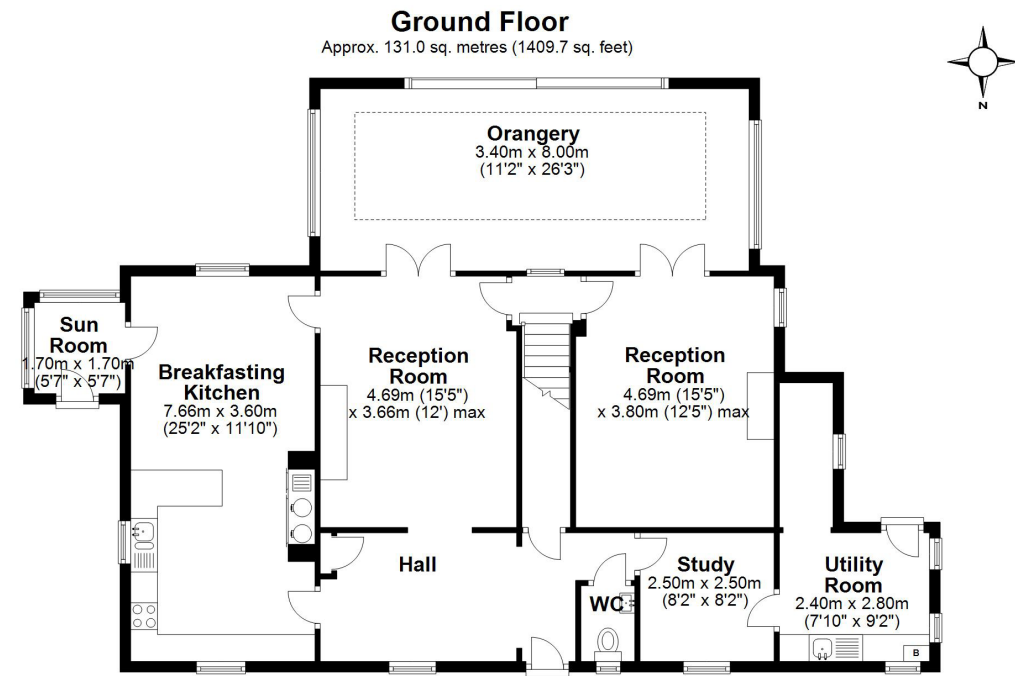 Ground Floor
Approx. 131.0 sq. metres (1409.7 sq. feet)
N
Orangery
3.40m x 8.00m
(11'2" x 26'3")
Sun
Room
1.70m x 1.70m
(5'7" x 5'7")
Breakfasting
Kitchen
7.66m x 3.60m
(25'2" x 11'10")
Reception
Room
4.69m (15'5")
x 3.66m (12') max
Reception
Room
4.69m (15'5")
x 3.80m (12'5") max
Hall
WC
Study
2.50m x 2.50m
(8'2" x 8'2")
Utility
Room
2.40m x 2.80m
(7'10" x 9'2")
B